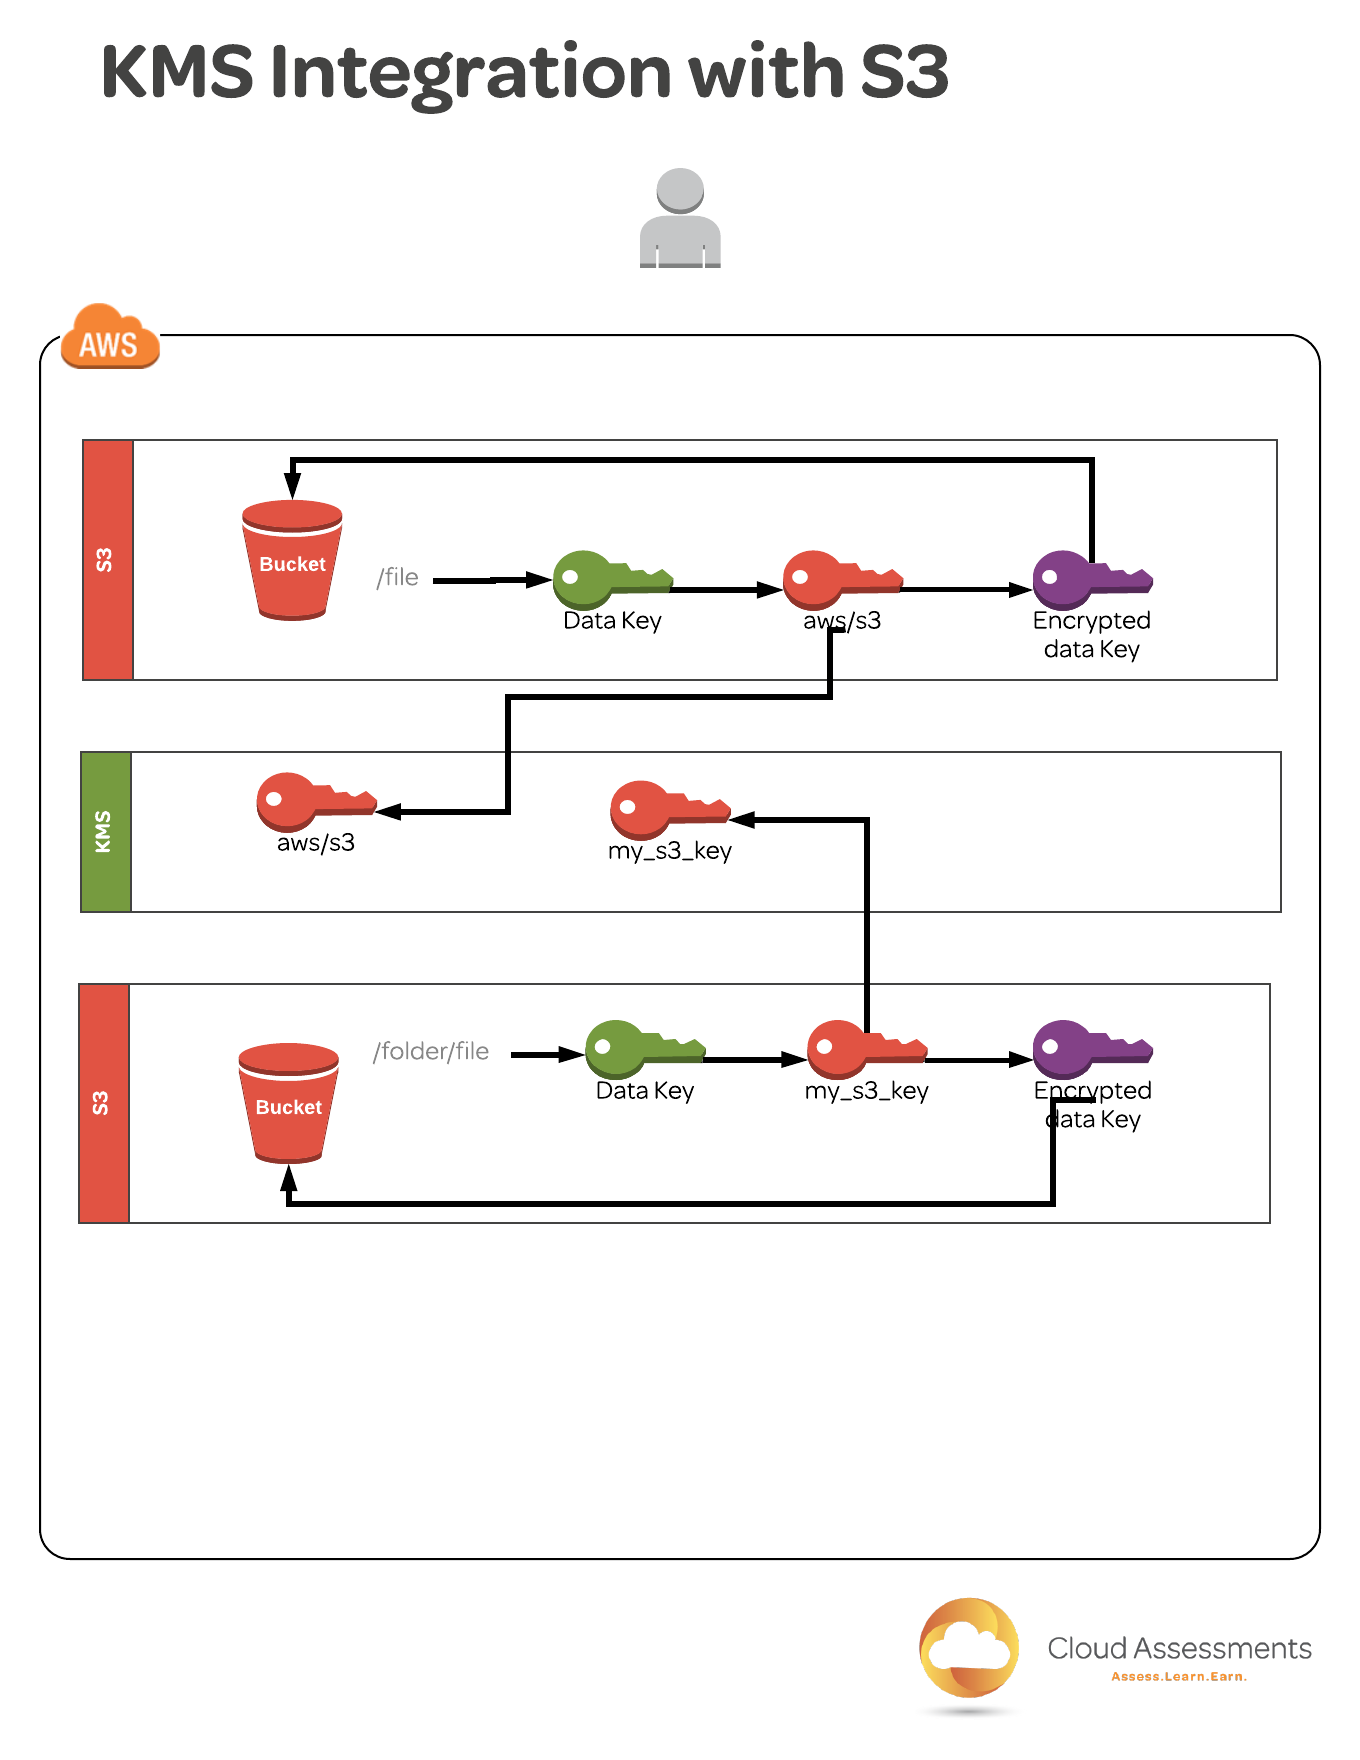 KMS Integration with S3
AWS
S3
Bucket
/file
Data Key
aws/s3
Encrypted
data Key
KMS
aws/s3
my_s3_key
S3
Bucket
/folder/file
Data Key
my_s3_key
Encrypted
data Key
Cloud Assessments
Assess.Learn.Earn.